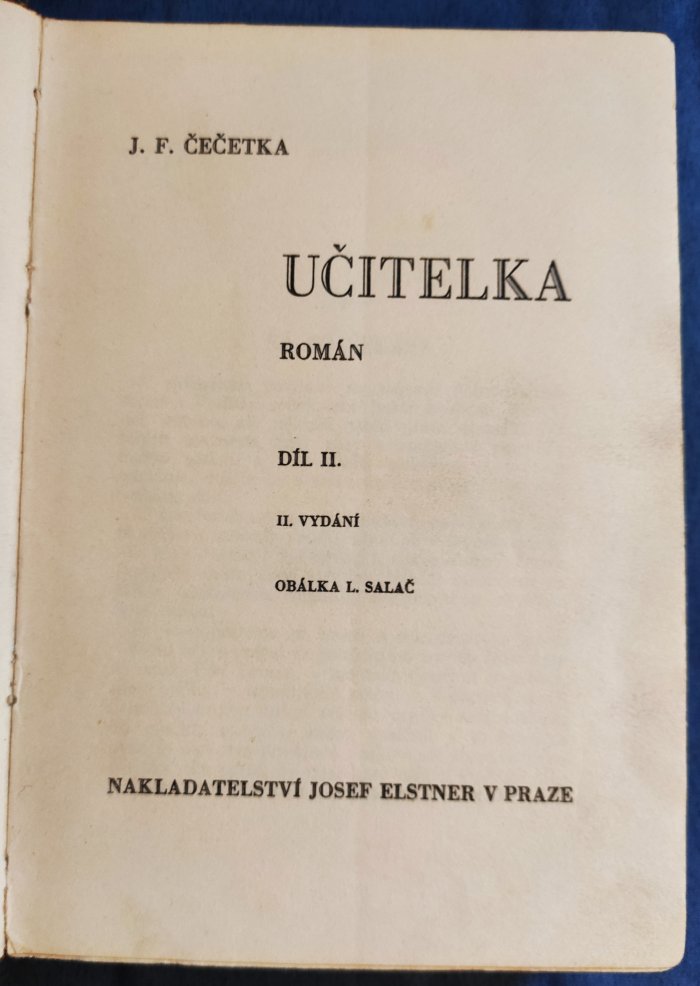 J. F. ČEČETKA
UČITELKA
ROMÁN
DÍL II.
II. VYDÁNÍ
OBÁLKA L. SALAČ
NAKLADATELSTVÍ JOSEF ELSTNER V PRAZE